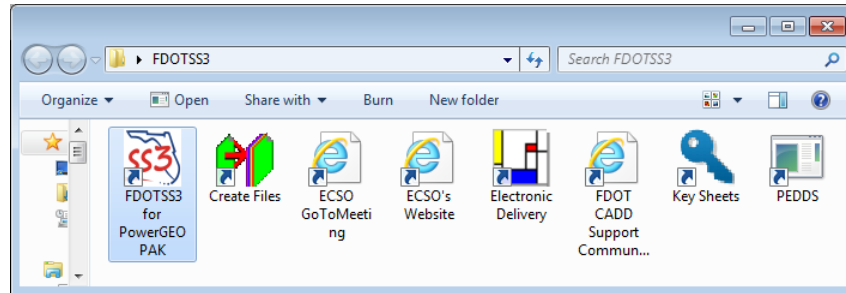 FDOTSS3
Search FDOTSS3
Organize
Open
Share with
Burn
New folder
SS3
FDOTSS3
for
PowerGEO
PAK
Create Files
ECSO
GoToMeeti
ng
ECSO's
Website
Electronic
Delivery
FDOT
CADD
Support
Commun...
Key Sheets
PEDDS